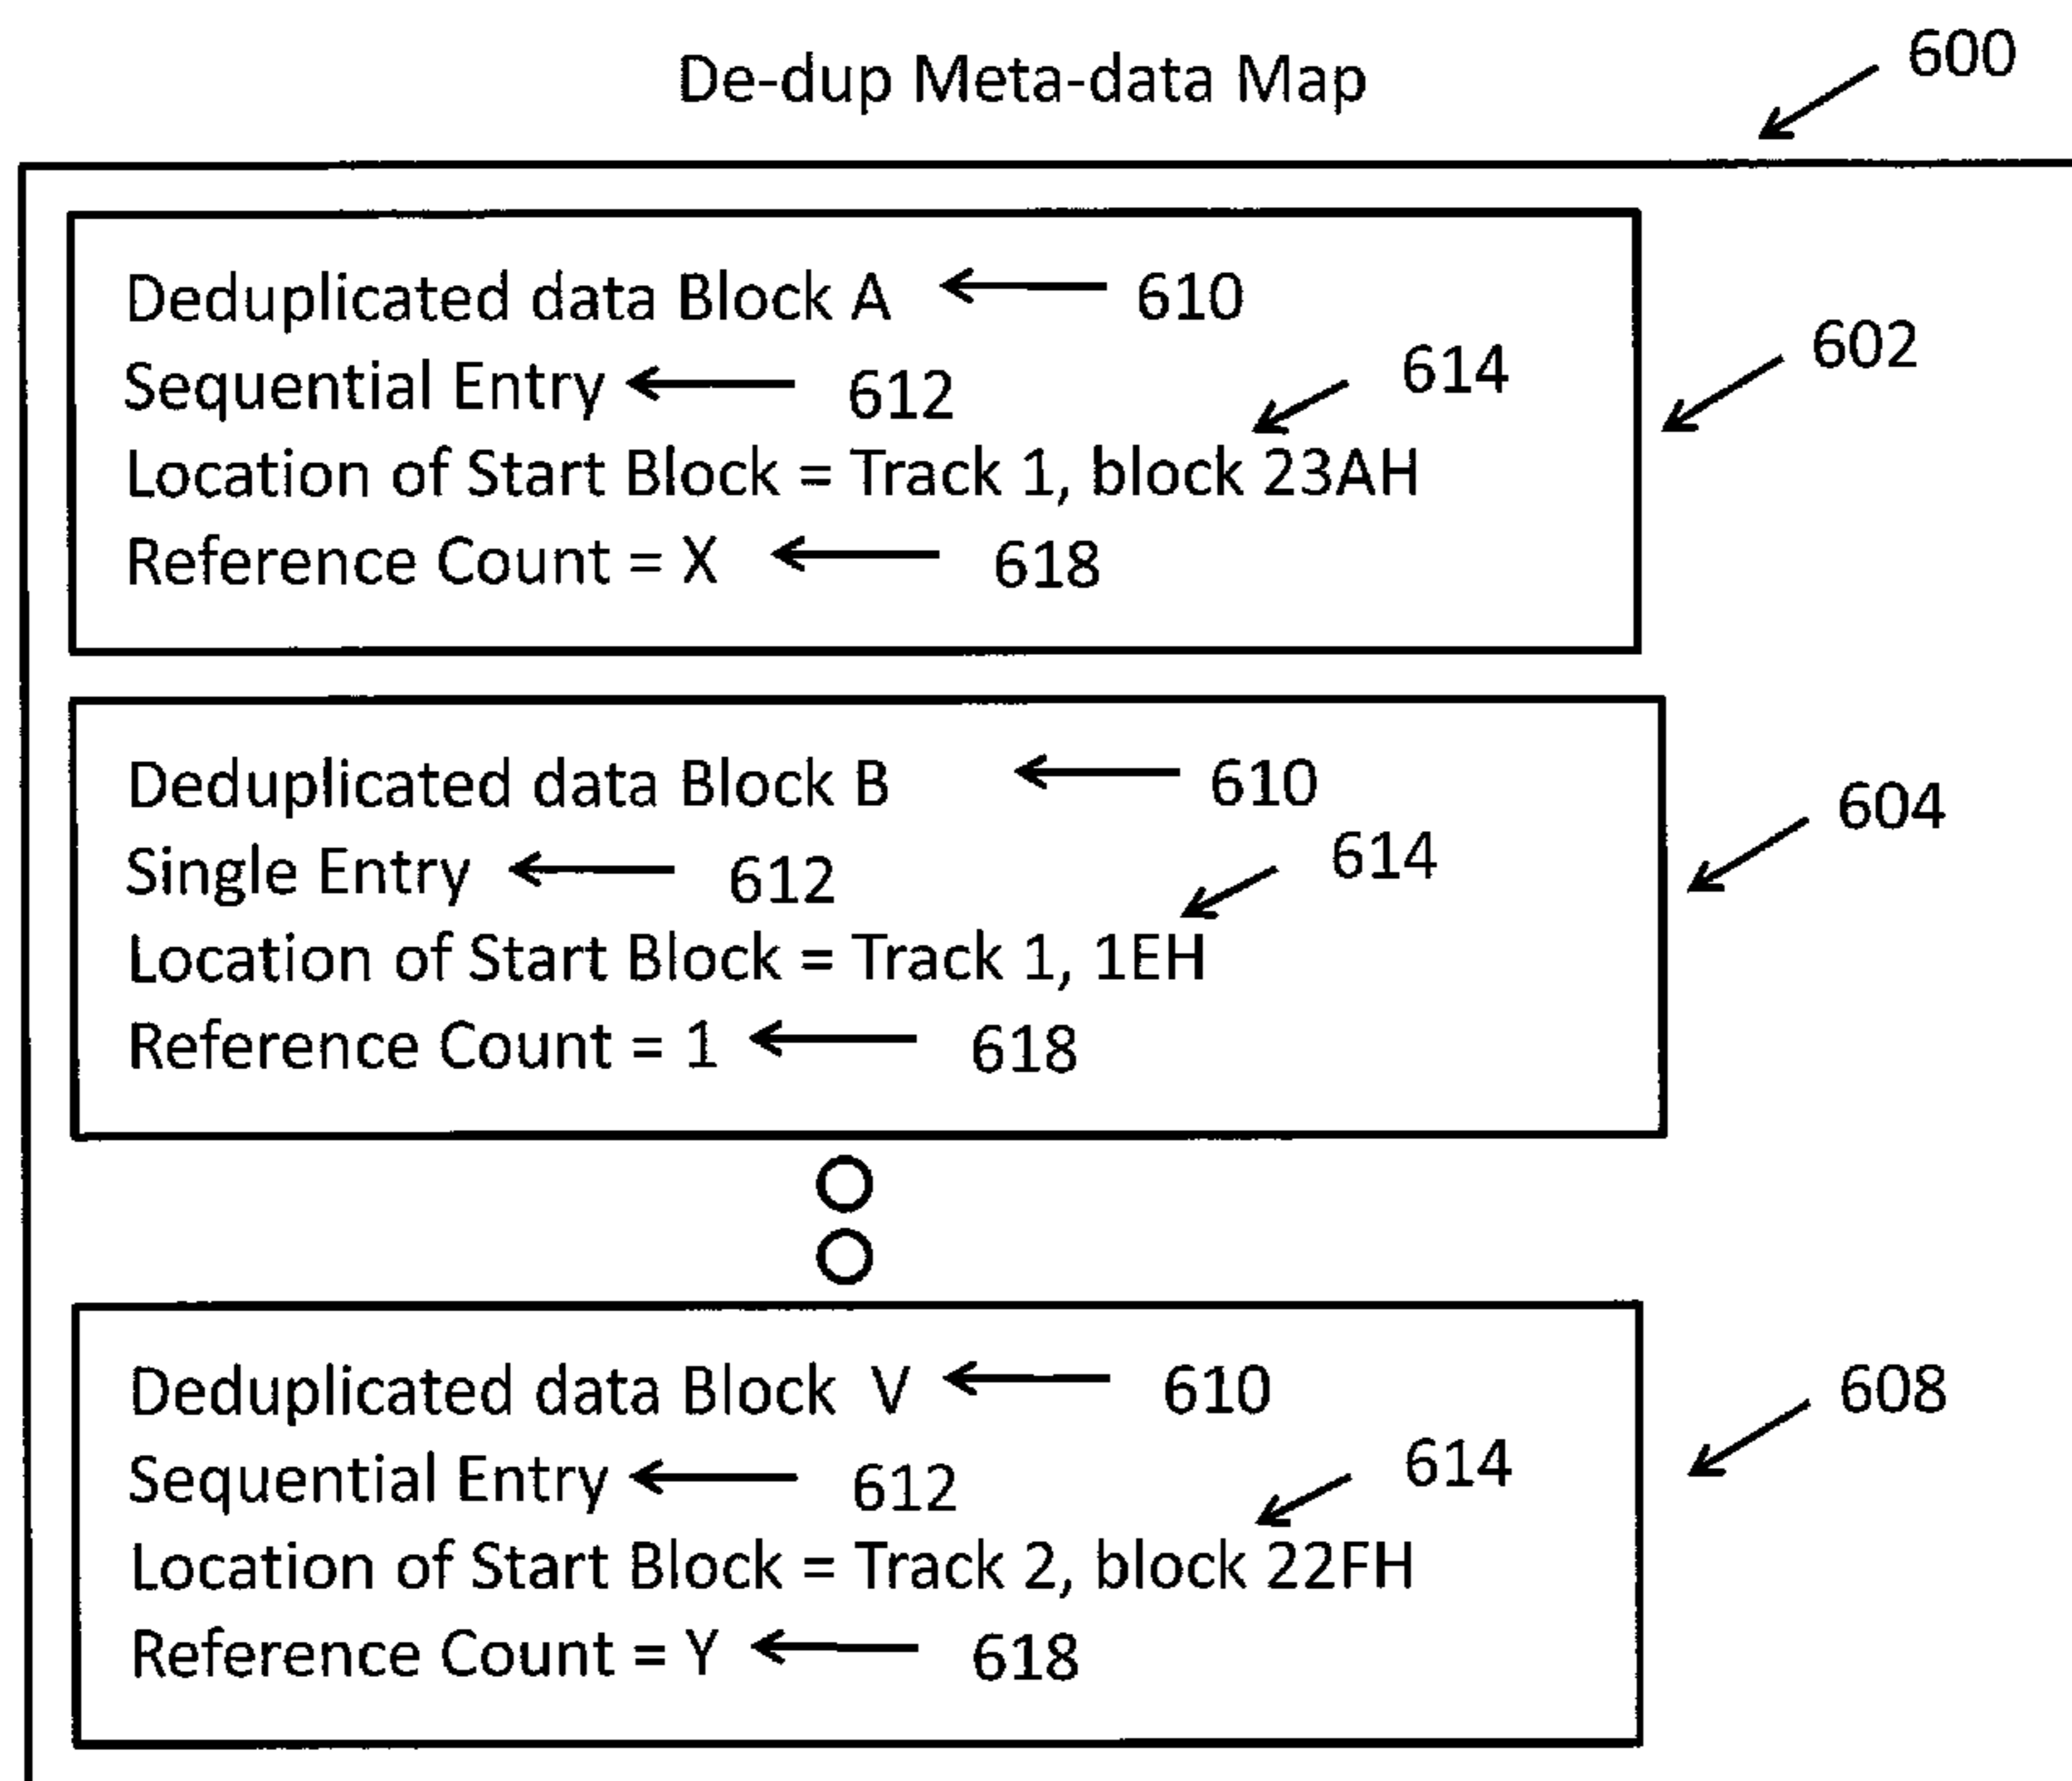 De-dup Meta-data Map
600
Deduplicated data Block A 610
602
Sequential Entry 612 614
Location of Start Block = Track 1, block 23AH
Reference Count = X 618
Deduplicated data Block B 610
604
Single Entry 612 614
Location of Start Block = Track 1, 1EH
Reference Count = 1 618
Deduplicated data Block V 610
608
Sequential Entry 612 614
Location of Start Block = Track 2, block 22FH
Reference Count = Y 618